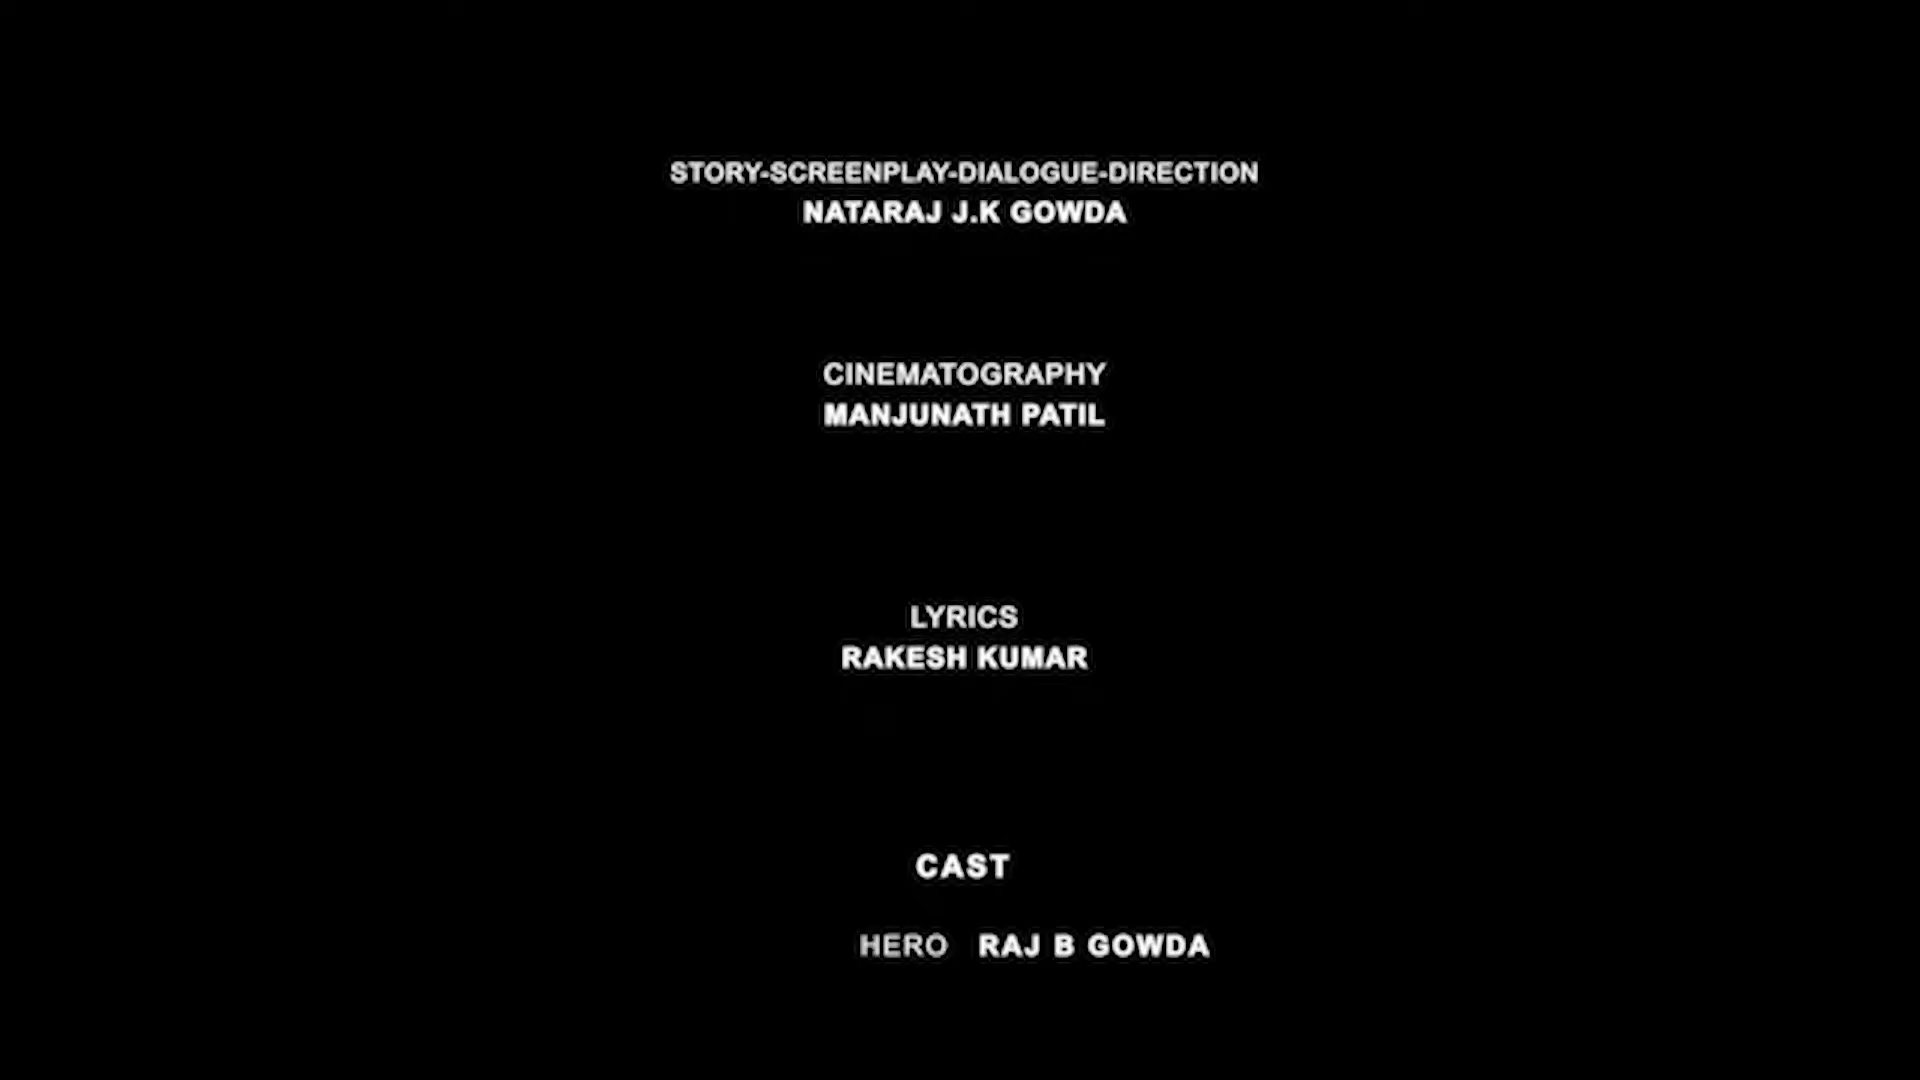 STORY-SCREENPLAY-DIALOGUE-DIRECTION
NATARAJ J.K GOWDA
CINEMATOGRAPHY
MANJUNATH PATIL
LYRICS
RAKESH KUMAR
CAST
HERO RAJ B GOWDA